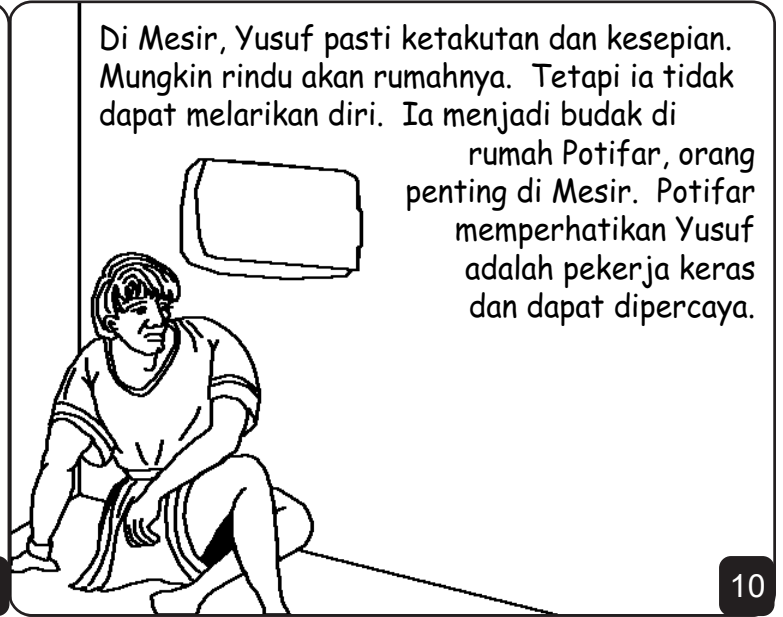 Di Mesir, Yusuf pasti ketakutan dan kesepian.
Mungkin rindu akan rumahnya.  Tetapi ia tidak
dapat melarikan diri.  Ia menjadi budak di
rumah Potifar, orang
penting di Mesir.  Potifar
memperhatikan Yusuf
adalah pekerja keras
dan dapat dipercaya.
10